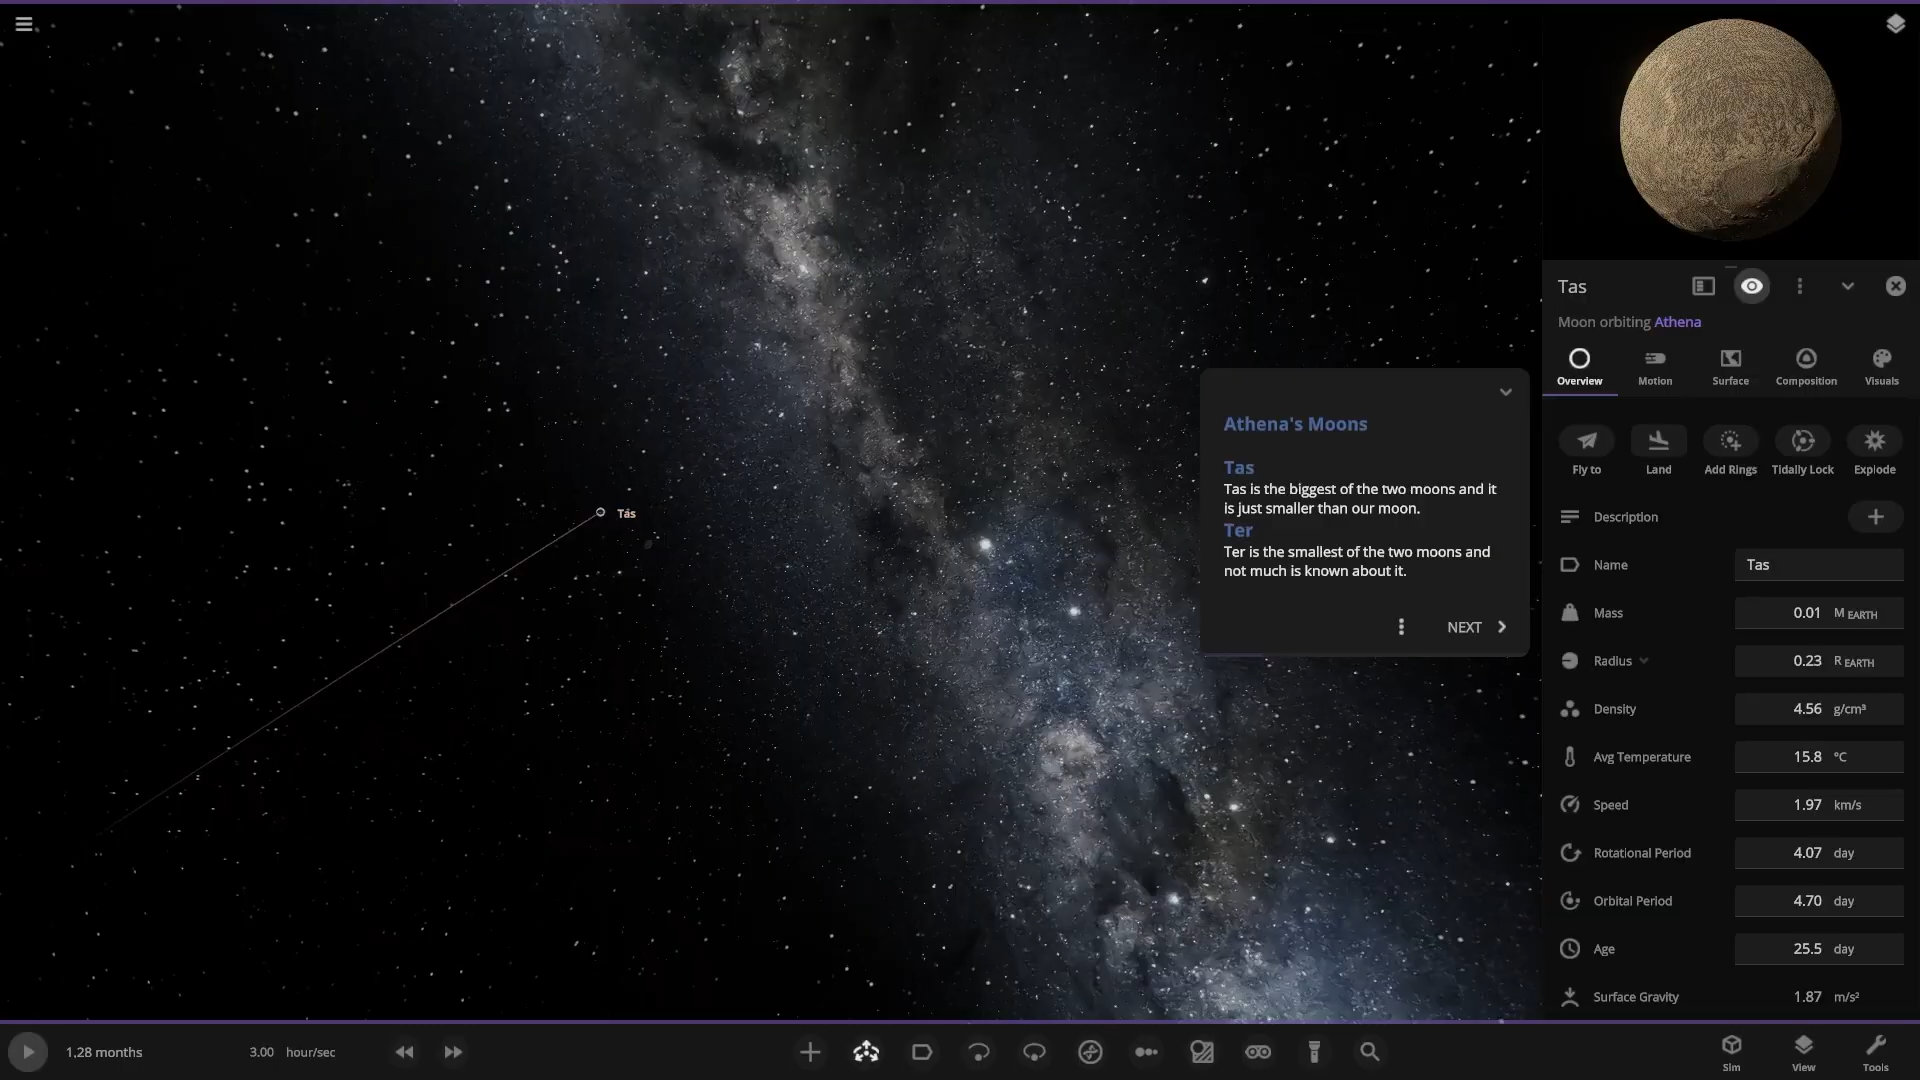 Tas
Moon orbiting Athena
Overview
Motion
Surface
Composition
Visuals
Fly to
Land
Add Rings
Tidally Lock
Explode
Description
Name
Tas
Mass
0.01 M EARTH
Radius
0.23 R EARTH
Density
4.56 g/cm³
Avg Temperature
15.8 °C
Speed
1.97 km/s
Rotational Period
4.07 day
Orbital Period
4.70 day
Age
25.5 day
Surface Gravity
1.87 m/s²
Tas
Athena's Moons
Tas
Tas is the biggest of the two moons and it
is just smaller than our moon.
Ter
Ter is the smallest of the two moons and
not much is known about it.
NEXT
1.28 months
3.00 hour/sec
Sim
View
Tools